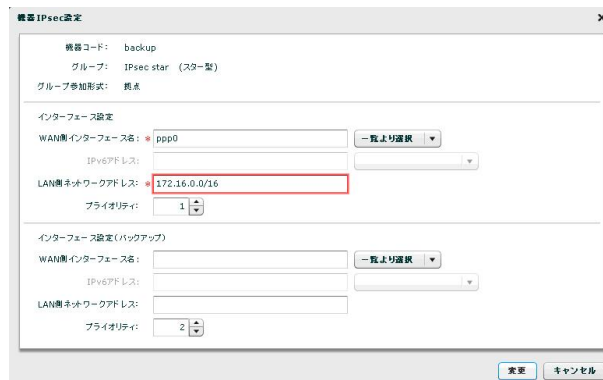 機器IPsec設定
機器コード: backup
グループ: IPsec star (スター型)
グループ参加形式: 拠点
インターフェース設定
WAN側インターフェース名: * ppp0 一覧より選択
IPv6アドレス:
LAN側ネットワークアドレス: * 172.16.0.0/16
プライオリティ: 1
インターフェース設定(バックアップ)
WAN側インターフェース名: 一覧より選択
IPv6アドレス:
LAN側ネットワークアドレス:
プライオリティ: 2
変更 キャンセル